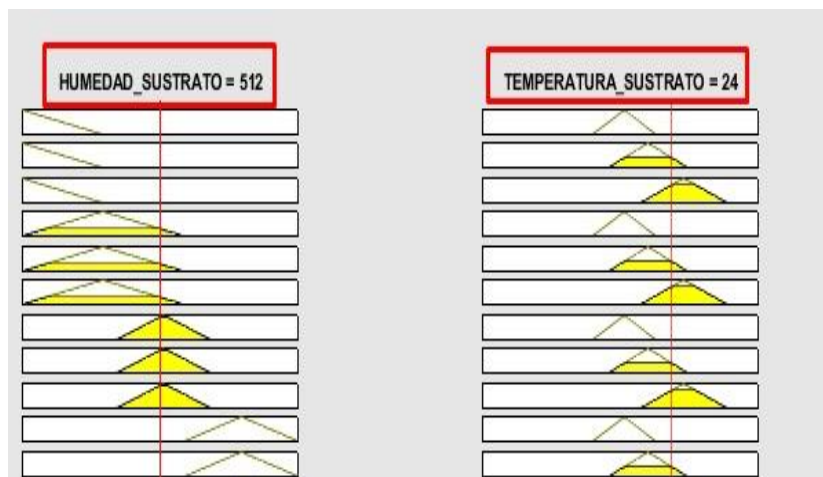 HUMEDAD_SUSTRATO = 512
TEMPERATURA_SUSTRATO = 24